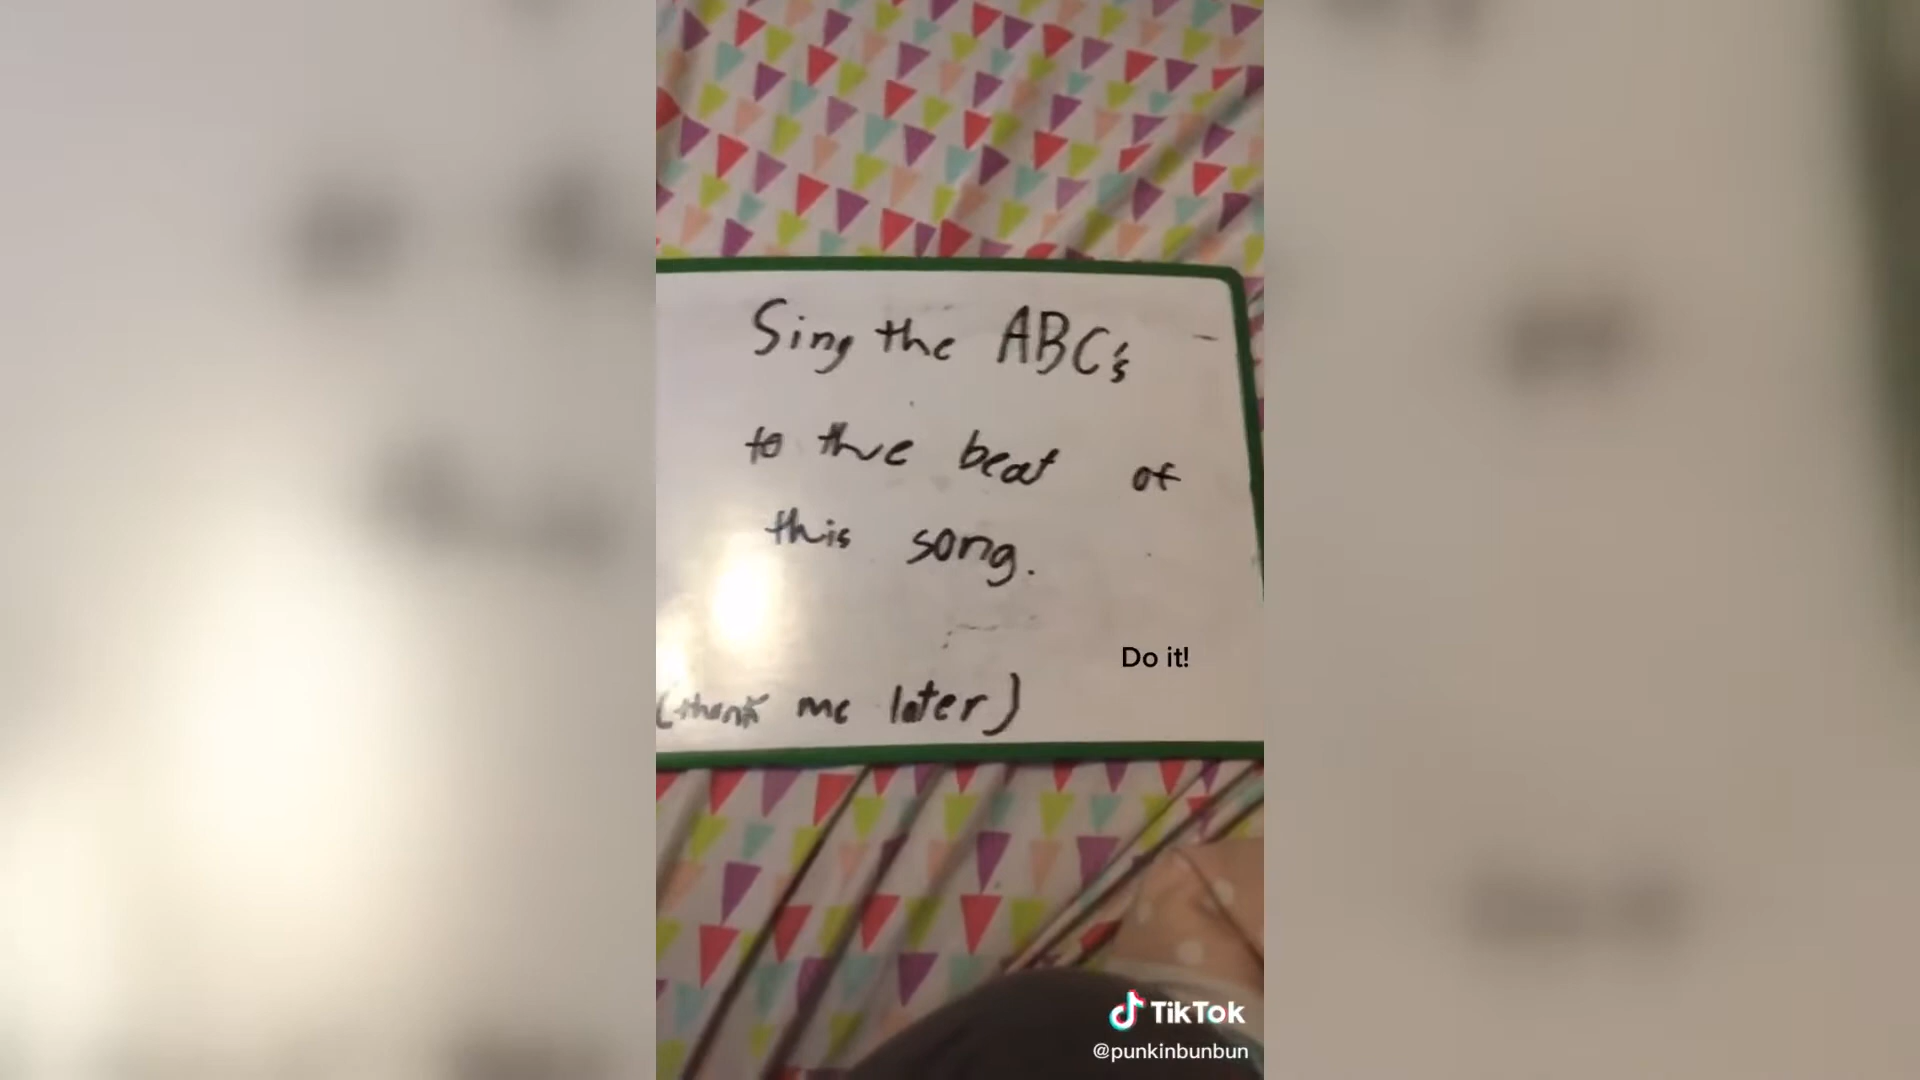 Sing the ABC's
to the beat of
this song.
Do it!
(thank me later)
TikTok
@punkinbunbun